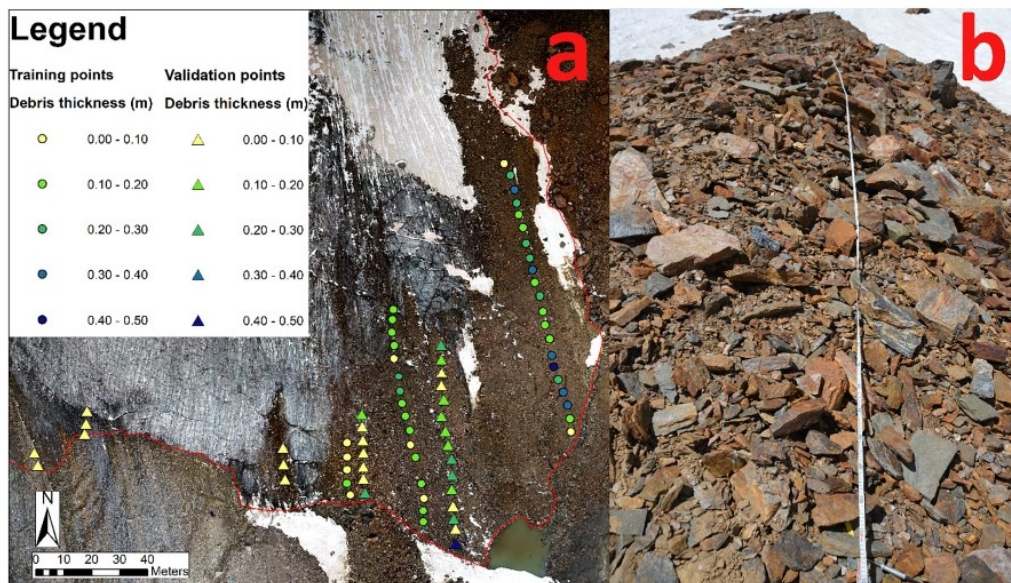 Legend
a
b
Training points Validation points
Debris thickness (m) Debris thickness (m)
0.00 - 0.10 0.00 - 0.10
0.10 - 0.20 0.10 - 0.20
0.20 - 0.30 0.20 - 0.30
0.30 - 0.40 0.30 - 0.40
0.40 - 0.50 0.40 - 0.50
N
0 5 10 20 30 40
Meters